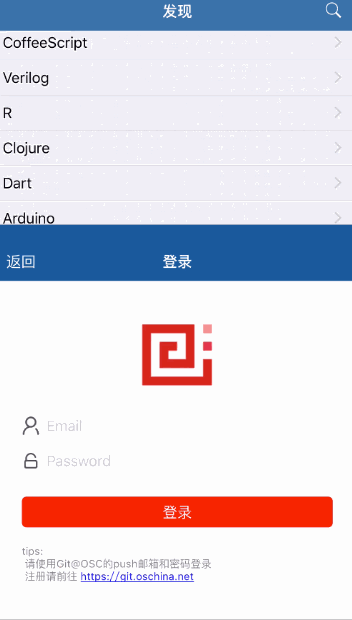 发现
CoffeeScript
Verilog
R
Clojure
Dart
Arduino
返回 登录
Email
Password
登录
tips:
请使用Git@OSC的push邮箱和密码登录
注册请前往 https://git.oschina.net